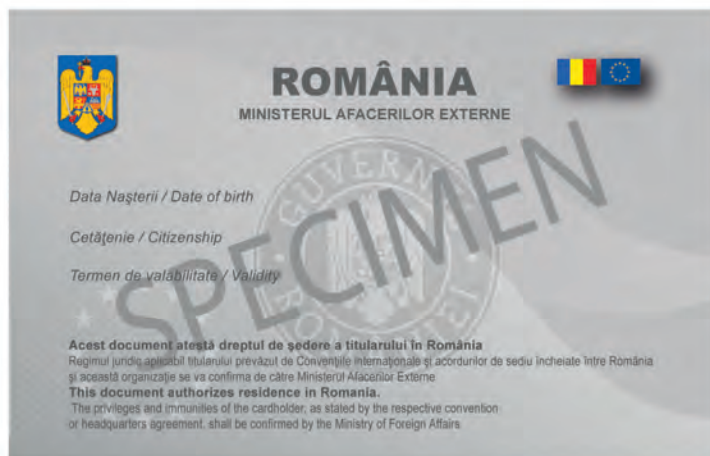 ROMÂNIA
MINISTERUL AFACERILOR EXTERNE
Data Naşterii / Date of birth
Cetăţenie / Citizenship
Termen de valabilitate / Validity
SPECIMEN
GUVERNUL
Acest document atestă dreptul de şedere a titularului în România
Regimul juridic aplicabil titularului prevăzut de Convenţiile internaţionale şi acordurilor de sediu încheiate între România
şi această organizaţie se va confirma de către Ministerul Afacerilor Externe
This document authorizes residence in Romania.
The privileges and immunities of the cardholder, as stated by the respective convention
or headquarters agreement, shall be confirmed by the Ministry of Foreign Affairs